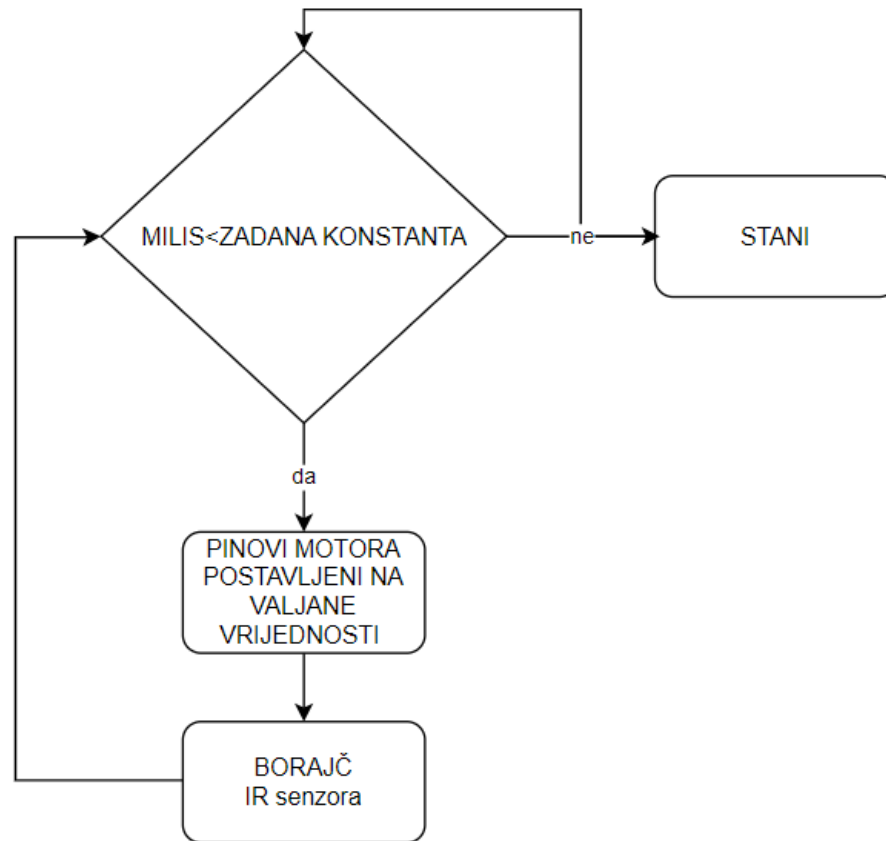 MILIS<ZADANA KONSTANTA
ne
STANI
da
PINOVI MOTORA
POSTAVLJENI NA
VALJANE
VRIJEDNOSTI
BORAJČ
IR senzora